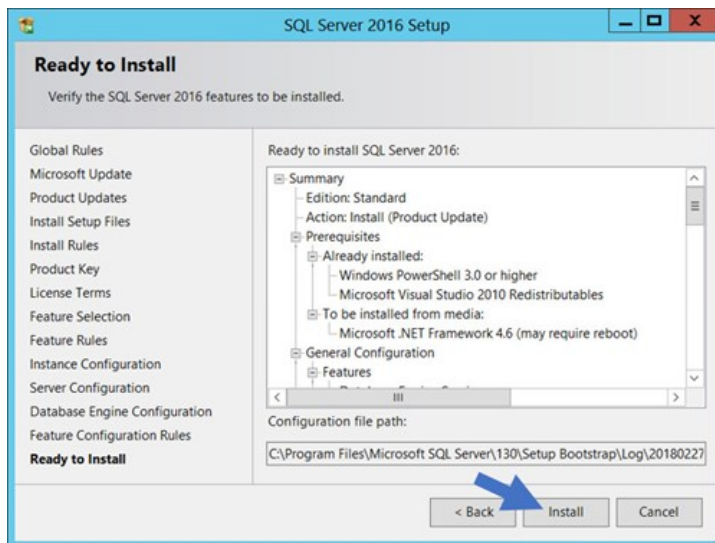 SQL Server 2016 Setup
Ready to Install
Verify the SQL Server 2016 features to be installed.
Global Rules
Microsoft Update
Product Updates
Install Setup Files
Install Rules
Product Key
License Terms
Feature Selection
Feature Rules
Instance Configuration
Server Configuration
Database Engine Configuration
Feature Configuration Rules
Ready to Install
Ready to install SQL Server 2016:
Summary
Edition: Standard
Action: Install (Product Update)
Prerequisites
Already installed:
Windows PowerShell 3.0 or higher
Microsoft Visual Studio 2010 Redistributables
To be installed from media:
Microsoft .NET Framework 4.6 (may require reboot)
General Configuration
Features
Configuration file path:
C:\Program Files\Microsoft SQL Server\130\Setup Bootstrap\Log\20180227
< Back
Install
Cancel